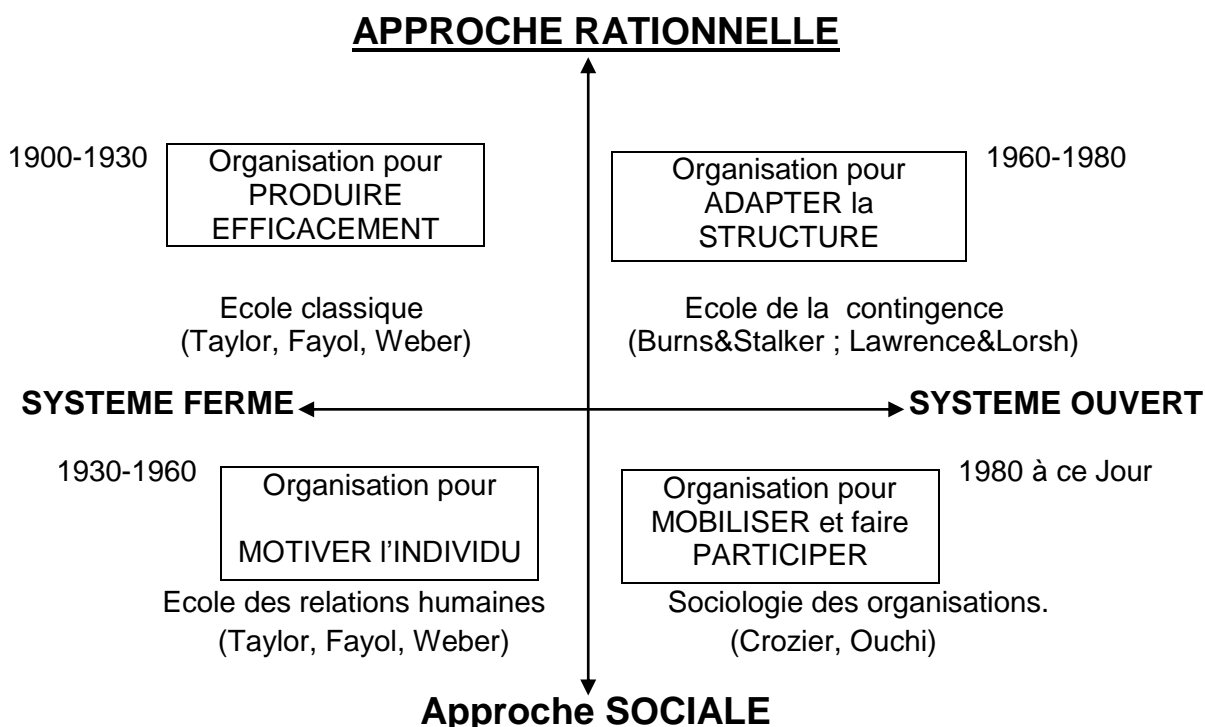 APPROCHE RATIONNELLE
1900-1930
Organisation pour
PRODUIRE
EFFICACEMENT
1960-1980
Organisation pour
ADAPTER la
STRUCTURE
Ecole classique
(Taylor, Fayol, Weber)
Ecole de la contingence
(Burns&Stalker ; Lawrence&Lorsh)
SYSTEME FERME
SYSTEME OUVERT
1930-1960
Organisation pour
MOTIVER l’INDIVIDU
1980 à ce Jour
Organisation pour
MOBILISER et faire
PARTICIPER
Ecole des relations humaines
(Taylor, Fayol, Weber)
Sociologie des organisations.
(Crozier, Ouchi)
Approche SOCIALE